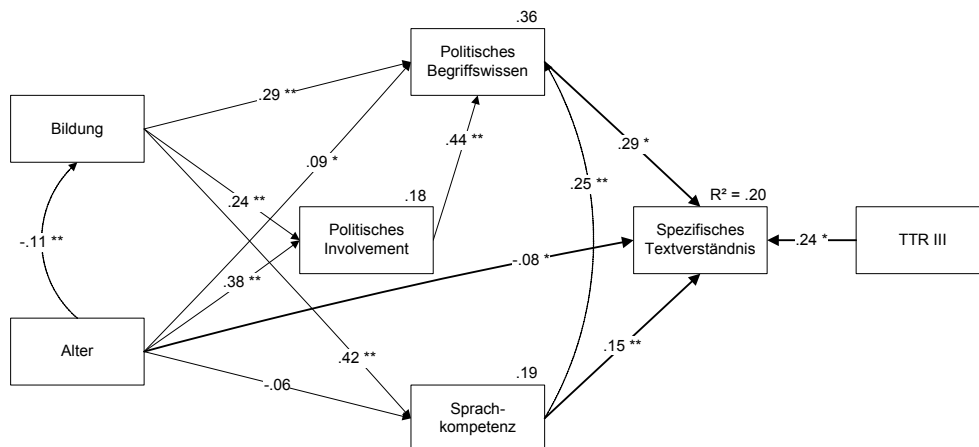 .36
Politisches
Begriffswissen
.29 **
Bildung
.09 *
.44 **
.29 *
.25 **
.24 **
.18
R² = .20
Politisches
Involvement
Spezifisches
Textverständnis
.24 *
TTR III
-.11 **
-.08 *
.38 **
Alter
.42 **
.15 **
-.06
.19
Sprach-
kompetenz